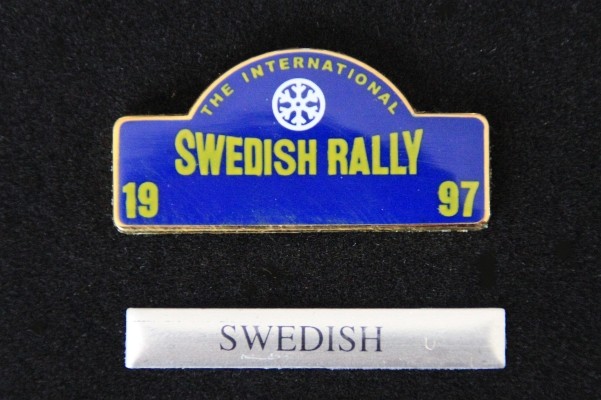 THE INTERNATIONAL
SWEDISH RALLY
19 97
SWEDISH